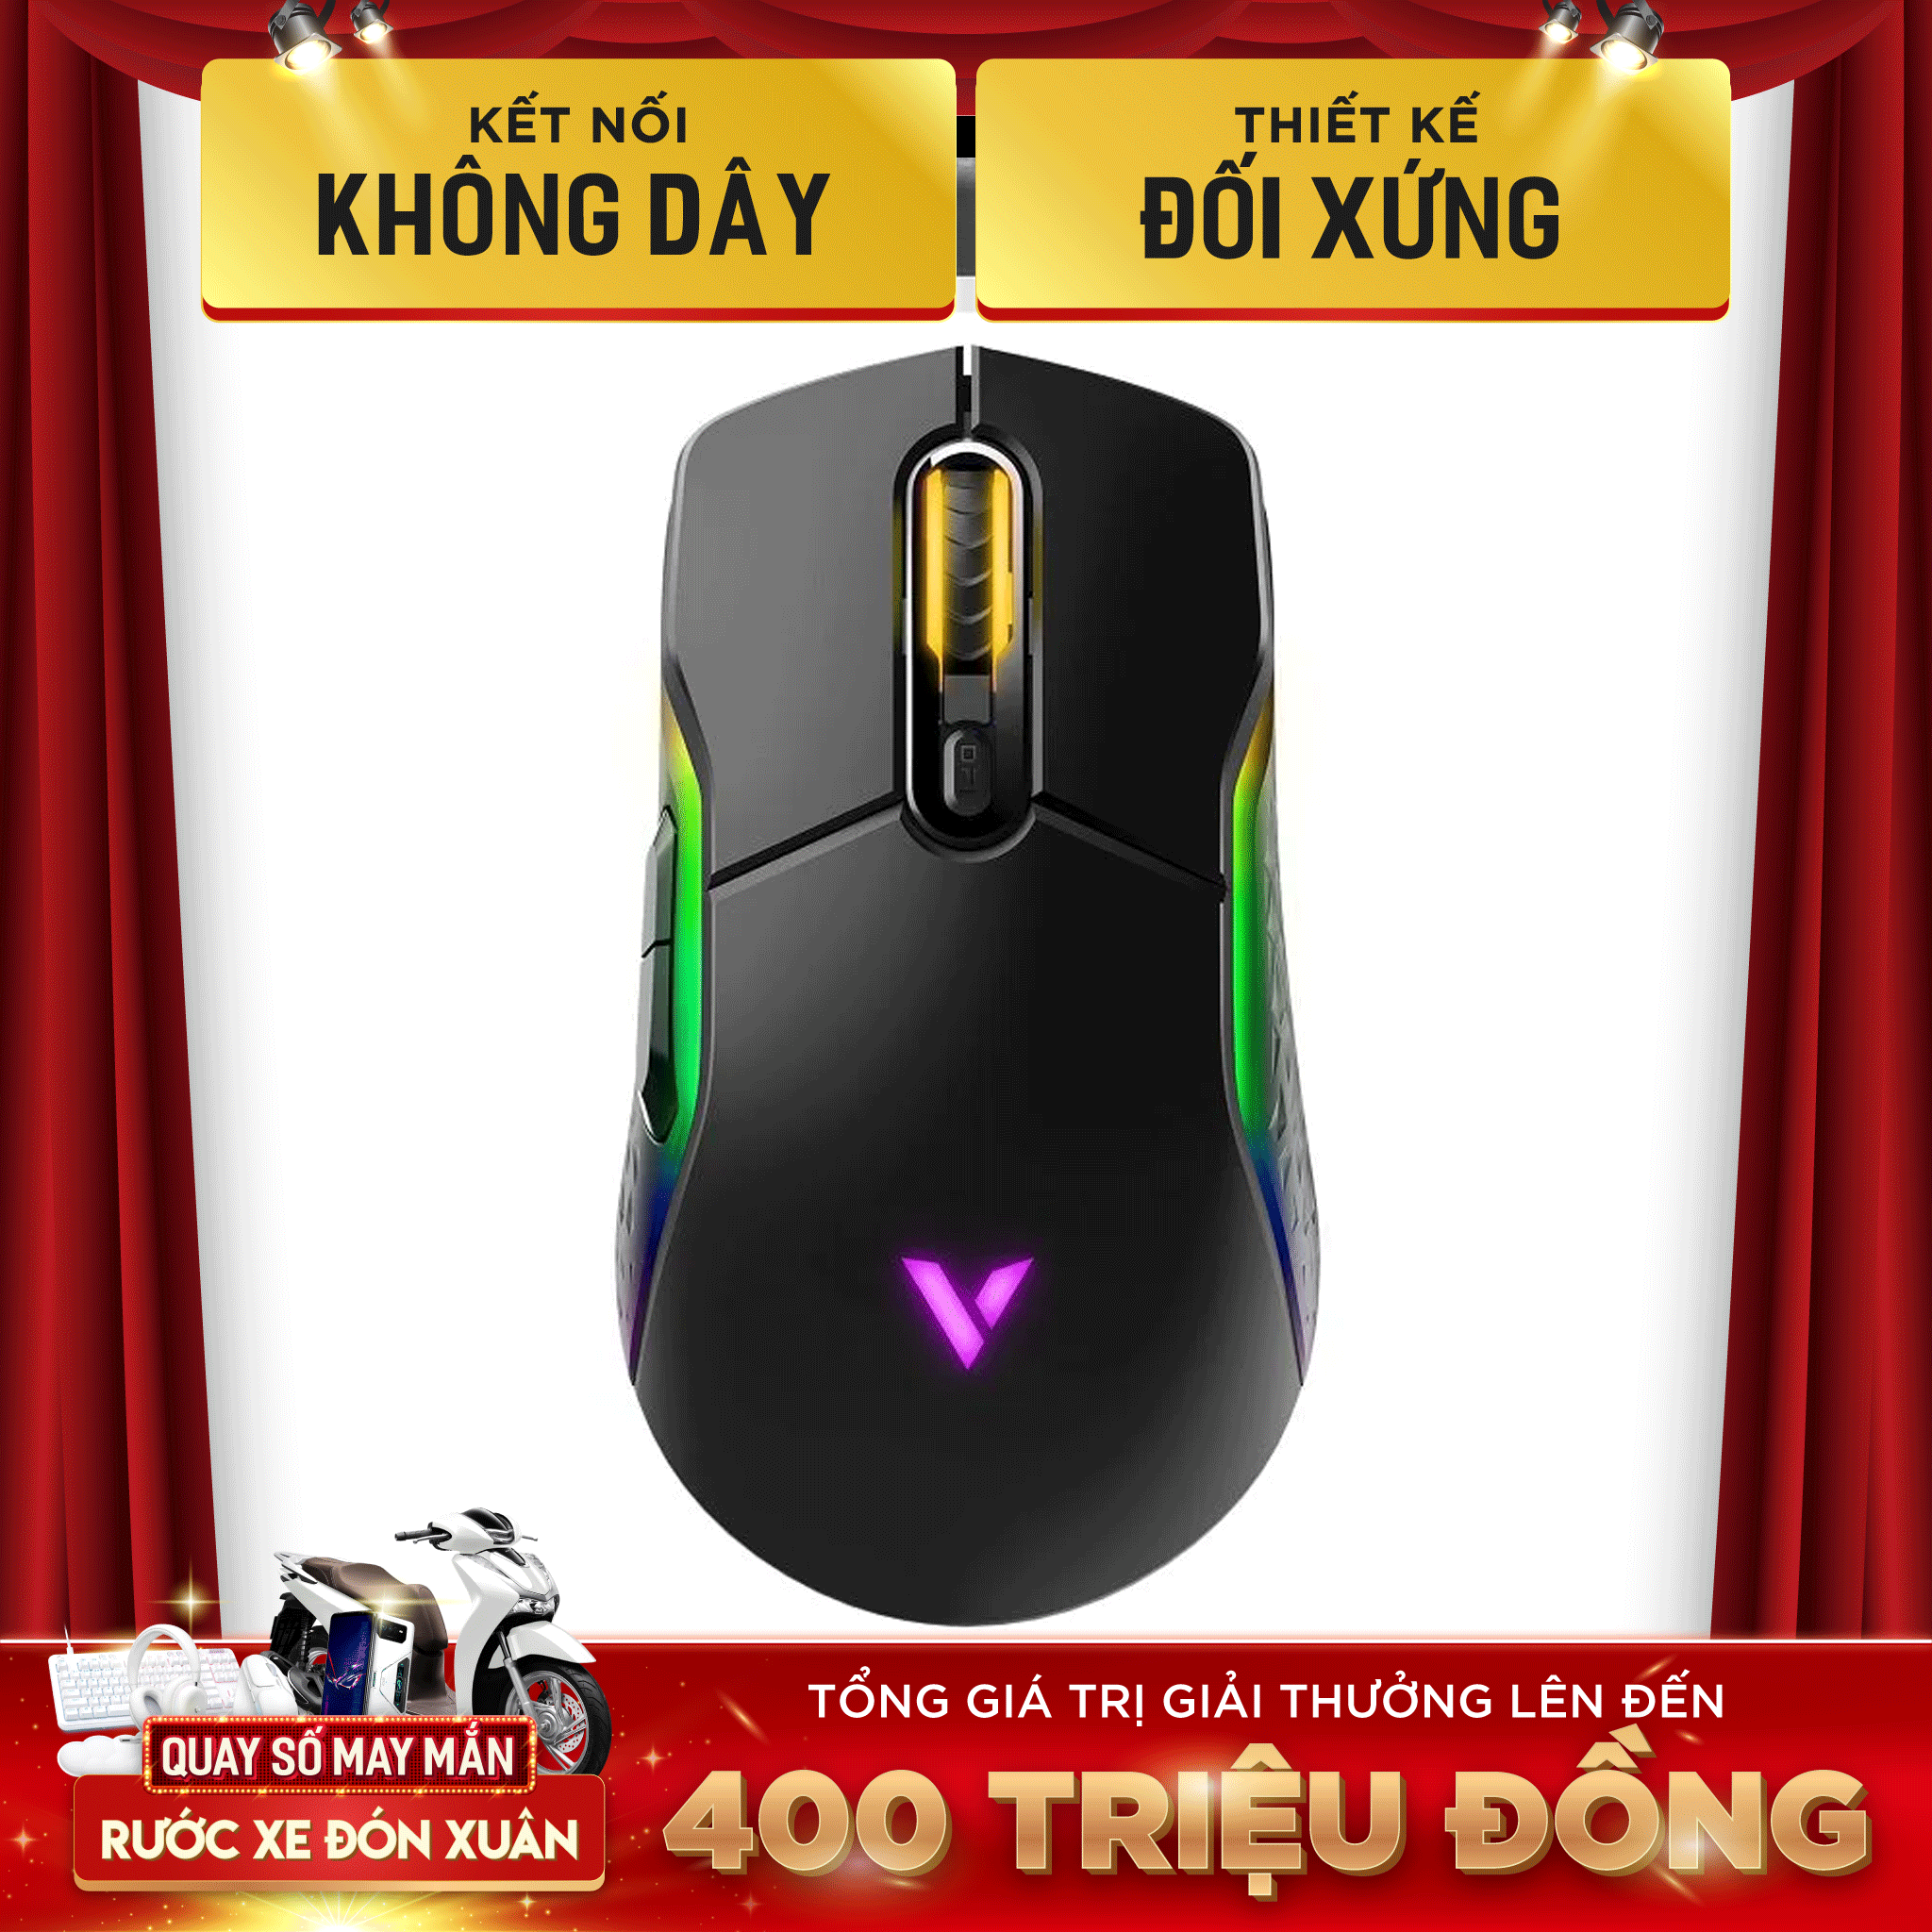 KẾT NỐI
KHÔNG DÂY
THIẾT KẾ
ĐỐI XỨNG
TỔNG GIÁ TRỊ GIẢI THƯỞNG LÊN ĐẾN
400 TRIỆU ĐỒNG
QUAY SỐ MAY MẮN
RƯỚC XE ĐÓN XUÂN